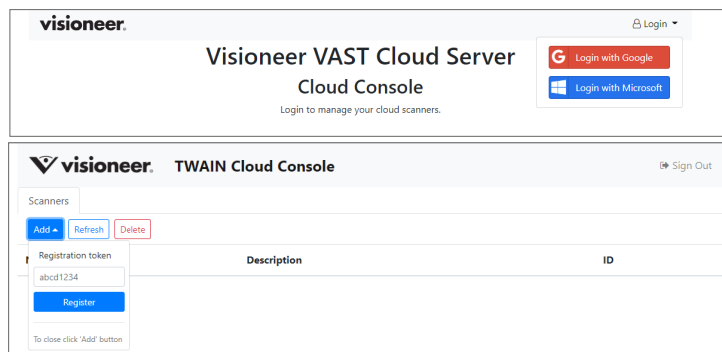 visioneer.
Login
Visioneer VAST Cloud Server
Login with Google
Cloud Console
Login with Microsoft
Login to manage your cloud scanners.
visioneer. TWAIN Cloud Console
Sign Out
Scanners
Add Refresh Delete
Description ID
Registration token
abcd1234
Register
To close click 'Add' button